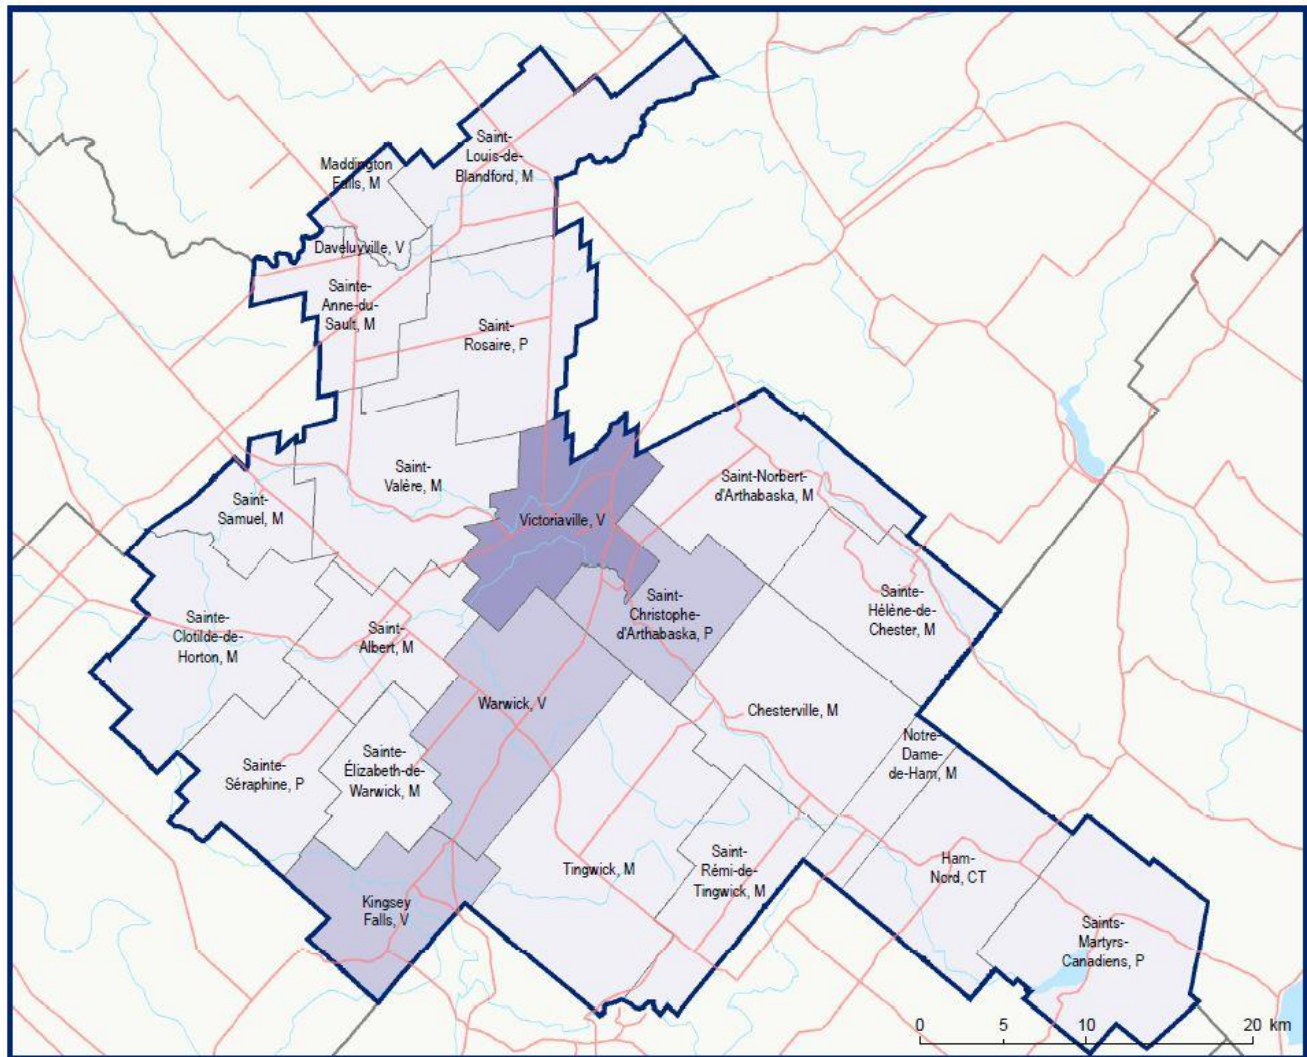 Saint-
Louis-de-
Blandford, M
Maddington
Falls, M
Daveluyville, V
Sainte-
Anne-du-
Sault, M
Saint-
Rosaire, P
Saint-
Valère, M
Saint-Norbert-
d'Arthabaska, M
Saint-
Samuel, M
Victoriaville, V
Sainte-
Hélène-de-
Chester, M
Saint-
Christophe-
d'Arthabaska, P
Sainte-
Clotilde-de-
Horton, M
Saint-
Albert, M
Warwick, V
Chesterville, M
Notre-
Dame-
de-Ham, M
Sainte-
Élizabeth-de-
Warwick, M
Sainte-
Séraphine, P
Tingwick, M
Saint-
Rémi-de-
Tingwick, M
Ham-
Nord, CT
Kingsey
Falls, V
Saints-
Martyrs-
Canadiens, P
0 5 10 20 km